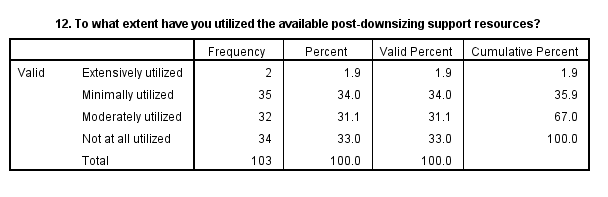 12. To what extent have you utilized the available post-downsizing support resources?
Frequency Percent Valid Percent Cumulative Percent
Valid Extensively utilized 2 1.9 1.9 1.9
Minimally utilized 35 34.0 34.0 35.9
Moderately utilized 32 31.1 31.1 67.0
Not at all utilized 34 33.0 33.0 100.0
Total 103 100.0 100.0